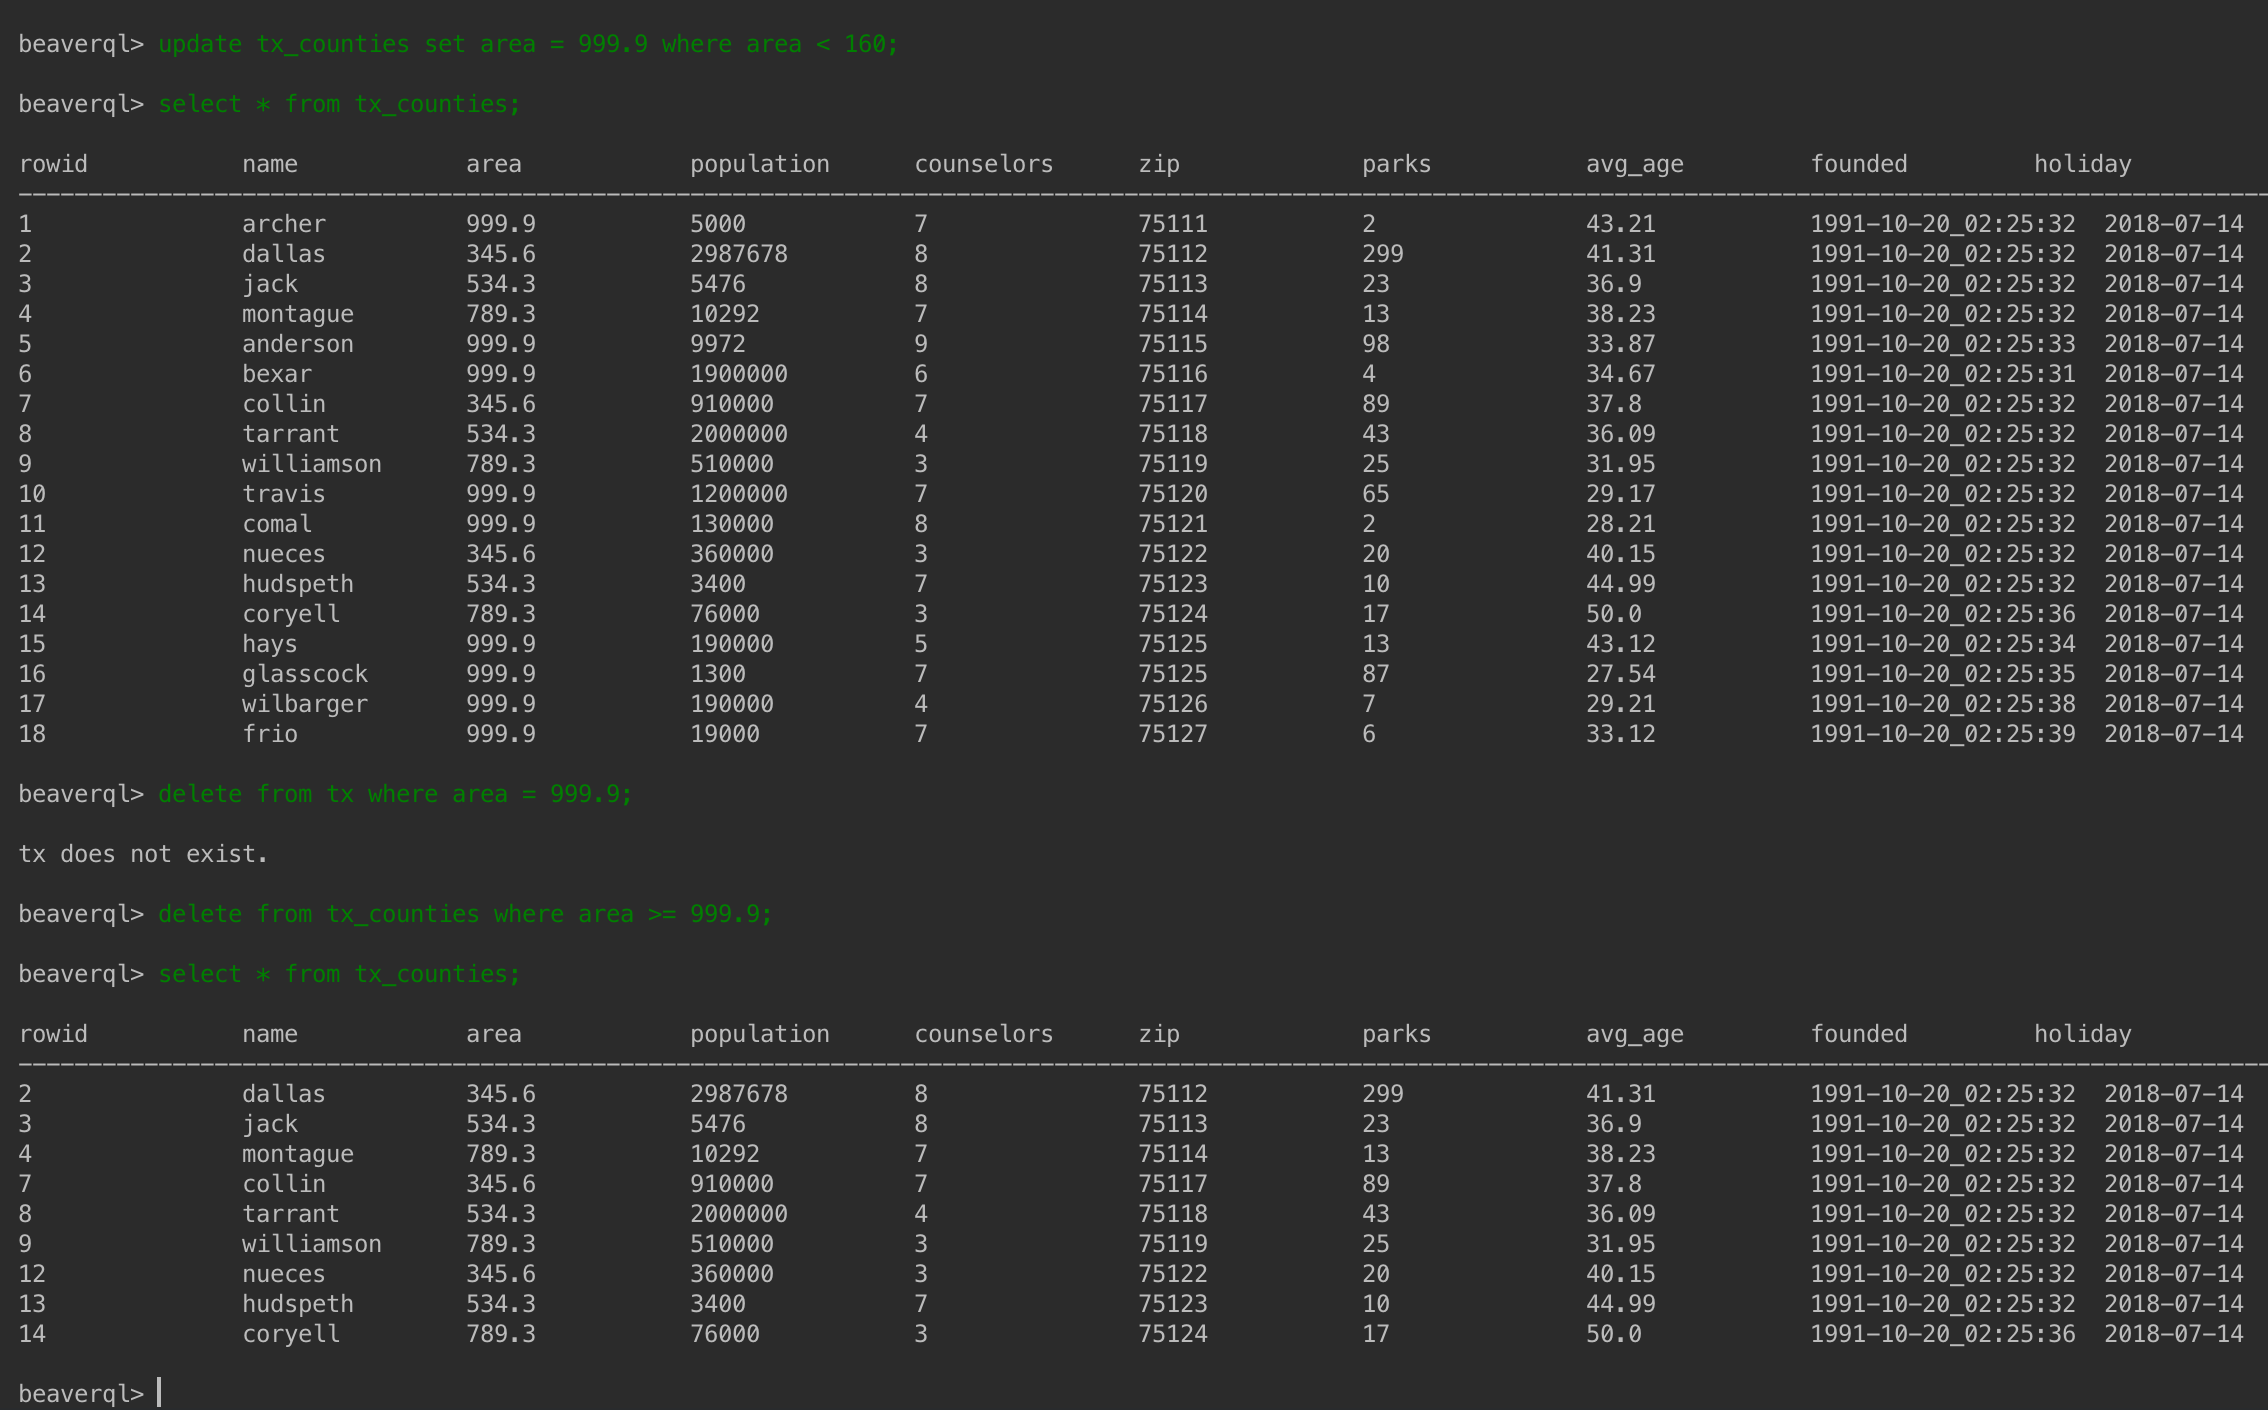 beaverql> update tx_counties set area = 999.9 where area < 160;
beaverql> select * from tx_counties;
rowid name area population counselors zip parks avg_age founded holiday
1 archer 999.9 5000 7 75111 2 43.21 1991-10-20_02:25:32 2018-07-14
2 dallas 345.6 2987678 8 75112 299 41.31 1991-10-20_02:25:32 2018-07-14
3 jack 534.3 5476 8 75113 23 36.9 1991-10-20_02:25:32 2018-07-14
4 montague 789.3 10292 7 75114 13 38.23 1991-10-20_02:25:32 2018-07-14
5 anderson 999.9 9972 9 75115 98 33.87 1991-10-20_02:25:33 2018-07-14
6 bexar 999.9 1900000 6 75116 4 34.67 1991-10-20_02:25:31 2018-07-14
7 collin 345.6 910000 7 75117 89 37.8 1991-10-20_02:25:32 2018-07-14
8 tarrant 534.3 2000000 4 75118 43 36.09 1991-10-20_02:25:32 2018-07-14
9 williamson 789.3 510000 3 75119 25 31.95 1991-10-20_02:25:32 2018-07-14
10 travis 999.9 1200000 7 75120 65 29.17 1991-10-20_02:25:32 2018-07-14
11 comal 999.9 130000 8 75121 2 28.21 1991-10-20_02:25:32 2018-07-14
12 nueces 345.6 360000 3 75122 20 40.15 1991-10-20_02:25:32 2018-07-14
13 hudspeth 534.3 3400 7 75123 10 44.99 1991-10-20_02:25:32 2018-07-14
14 coryell 789.3 76000 3 75124 17 50.0 1991-10-20_02:25:36 2018-07-14
15 hays 999.9 190000 5 75125 13 43.12 1991-10-20_02:25:34 2018-07-14
16 glasscock 999.9 1300 7 75125 87 27.54 1991-10-20_02:25:35 2018-07-14
17 wilbarger 999.9 190000 4 75126 7 29.21 1991-10-20_02:25:38 2018-07-14
18 frio 999.9 19000 7 75127 6 33.12 1991-10-20_02:25:39 2018-07-14
beaverql> delete from tx where area = 999.9;
tx does not exist.
beaverql> delete from tx_counties where area >= 999.9;
beaverql> select * from tx_counties;
rowid name area population counselors zip parks avg_age founded holiday
2 dallas 345.6 2987678 8 75112 299 41.31 1991-10-20_02:25:32 2018-07-14
3 jack 534.3 5476 8 75113 23 36.9 1991-10-20_02:25:32 2018-07-14
4 montague 789.3 10292 7 75114 13 38.23 1991-10-20_02:25:32 2018-07-14
7 collin 345.6 910000 7 75117 89 37.8 1991-10-20_02:25:32 2018-07-14
8 tarrant 534.3 2000000 4 75118 43 36.09 1991-10-20_02:25:32 2018-07-14
9 williamson 789.3 510000 3 75119 25 31.95 1991-10-20_02:25:32 2018-07-14
12 nueces 345.6 360000 3 75122 20 40.15 1991-10-20_02:25:32 2018-07-14
13 hudspeth 534.3 3400 7 75123 10 44.99 1991-10-20_02:25:32 2018-07-14
14 coryell 789.3 76000 3 75124 17 50.0 1991-10-20_02:25:36 2018-07-14
beaverql>